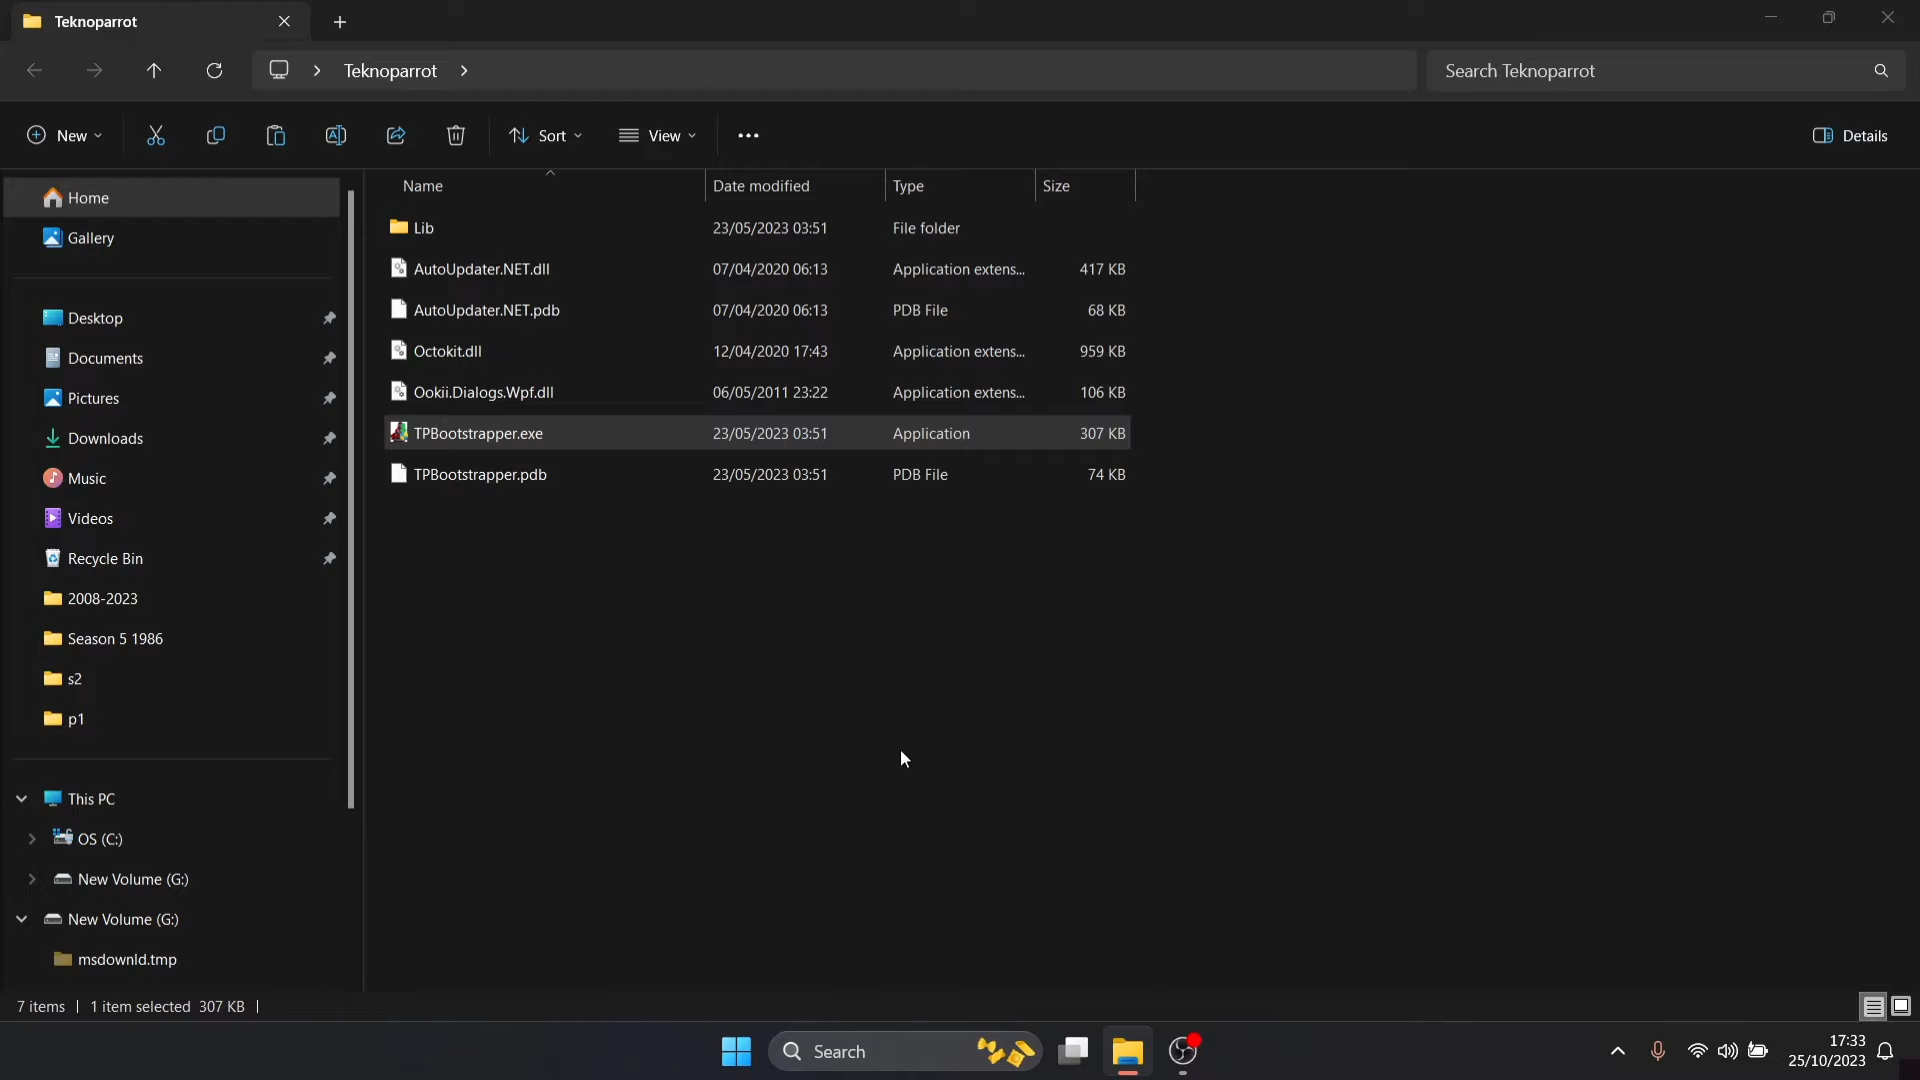 Teknoparrot
Teknoparrot
Search Teknoparrot
New
Sort
View
Details
Home
Gallery
Desktop
Documents
Pictures
Downloads
Music
Videos
Recycle Bin
2008-2023
Season 5 1986
s2
p1
This PC
OS (C:)
New Volume (G:)
New Volume (G:)
msdownld.tmp
Name Date modified Type Size
Lib 23/05/2023 03:51 File folder
AutoUpdater.NET.dll 07/04/2020 06:13 Application extens... 417 KB
AutoUpdater.NET.pdb 07/04/2020 06:13 PDB File 68 KB
Octokit.dll 12/04/2020 17:43 Application extens... 959 KB
Ookii.Dialogs.Wpf.dll 06/05/2011 23:22 Application extens... 106 KB
TPBootstrapper.exe 23/05/2023 03:51 Application 307 KB
TPBootstrapper.pdb 23/05/2023 03:51 PDB File 74 KB
7 items 1 item selected 307 KB
Search
17:33
25/10/2023